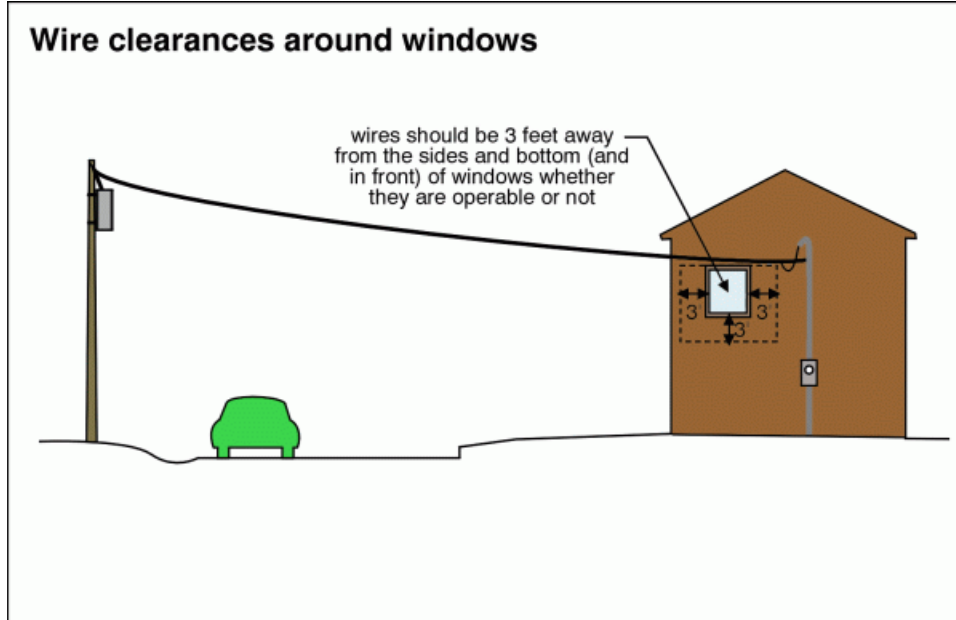 Wire clearances around windows
wires should be 3 feet away
from the sides and bottom (and
in front) of windows whether
they are operable or not
3' 3'
3'